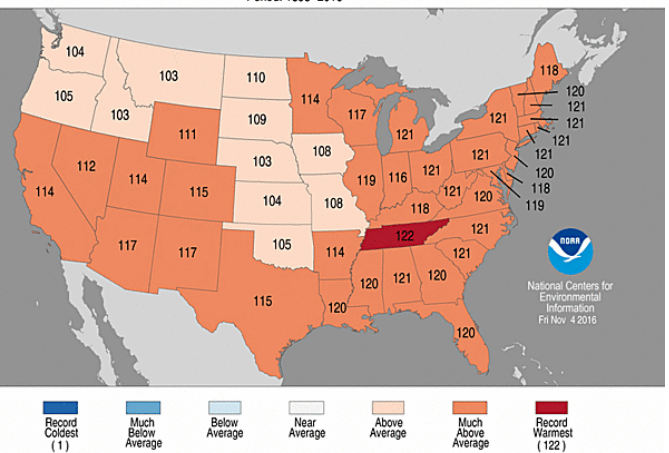 104
103
110
105
103
109
111
114
117
121
118
120
121
121
121
121
121
120
118
119
121
121
114
112
114
115
103
108
104
108
119
116
121
121
120
118
122
121
121
117
117
105
114
115
120
120
121
120
120
NOAA
National Centers for
Environmental
Information
Fri Nov 4 2016
Record
Coldest
(1)
Much
Below
Average
Below
Average
Near
Average
Above
Average
Much
Above
Average
Record
Warmest
(122)